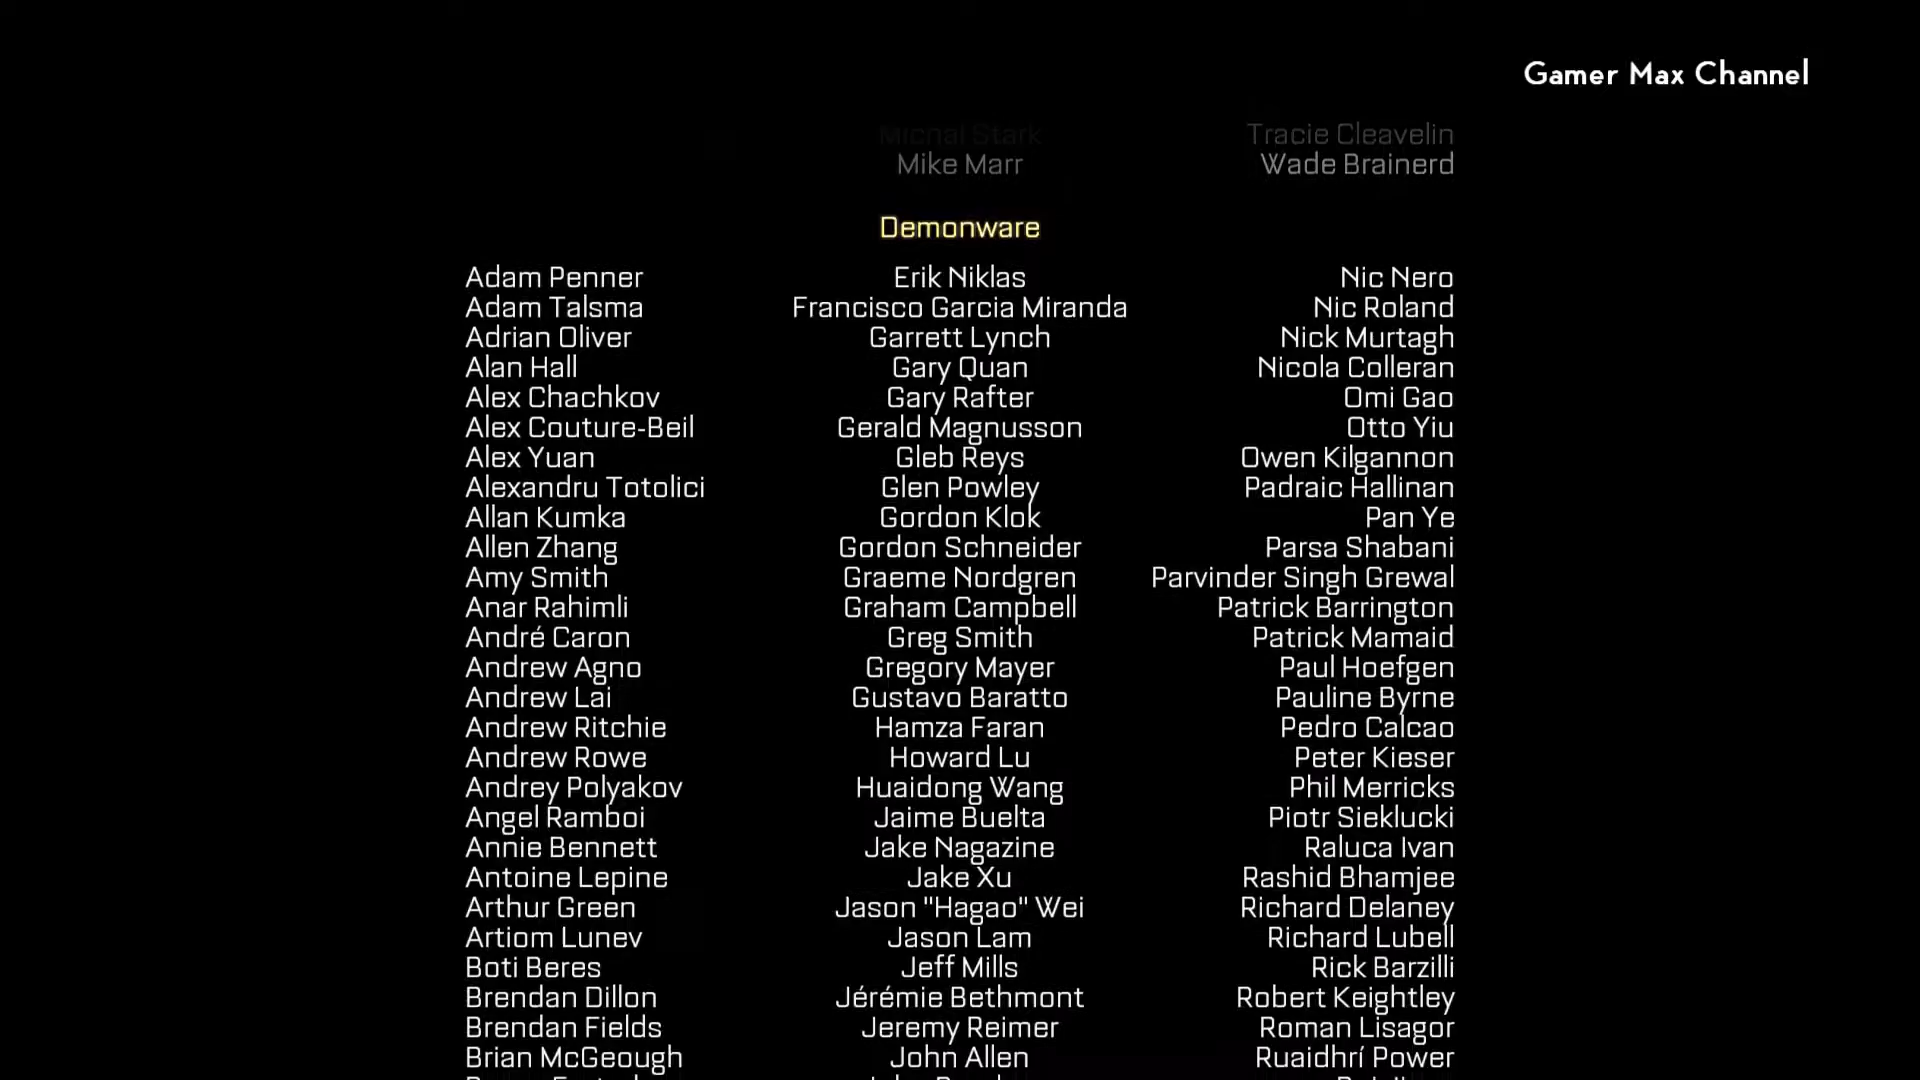 Gamer Max Channel
Michal Stark
Tracie Cleavelin
Mike Marr
Wade Brainerd
Demonware
Adam Penner
Erik Niklas
Nic Nero
Adam Talsma
Francisco Garcia Miranda
Nic Roland
Adrian Oliver
Garrett Lynch
Nick Murtagh
Alan Hall
Gary Quan
Nicola Colleran
Alex Chachkov
Gary Rafter
Omi Gao
Alex Couture-Beil
Gerald Magnusson
Otto Yiu
Alex Yuan
Gleb Reys
Owen Kilgannon
Alexandru Totolici
Glen Powley
Padraic Hallinan
Allan Kumka
Gordon Klok
Pan Ye
Allen Zhang
Gordon Schneider
Parsa Shabani
Amy Smith
Graeme Nordgren
Parvinder Singh Grewal
Anar Rahimli
Graham Campbell
Patrick Barrington
André Caron
Greg Smith
Patrick Mamaid
Andrew Agno
Gregory Mayer
Paul Hoefgen
Andrew Lai
Gustavo Baratto
Pauline Byrne
Andrew Ritchie
Hamza Faran
Pedro Calcao
Andrew Rowe
Howard Lu
Peter Kieser
Andrey Polyakov
Huaidong Wang
Phil Merricks
Angel Ramboi
Jaime Buelta
Piotr Sieklucki
Annie Bennett
Jake Nagazine
Raluca Ivan
Antoine Lepine
Jake Xu
Rashid Bhamjee
Arthur Green
Jason "Hagao" Wei
Richard Delaney
Artiom Lunev
Jason Lam
Richard Lubell
Boti Beres
Jeff Mills
Rick Barzilli
Brendan Dillon
Jérémie Bethmont
Robert Keightley
Brendan Fields
Jeremy Reimer
Roman Lisagor
Brian McGeough
John Allen
Ruaidhrí Power